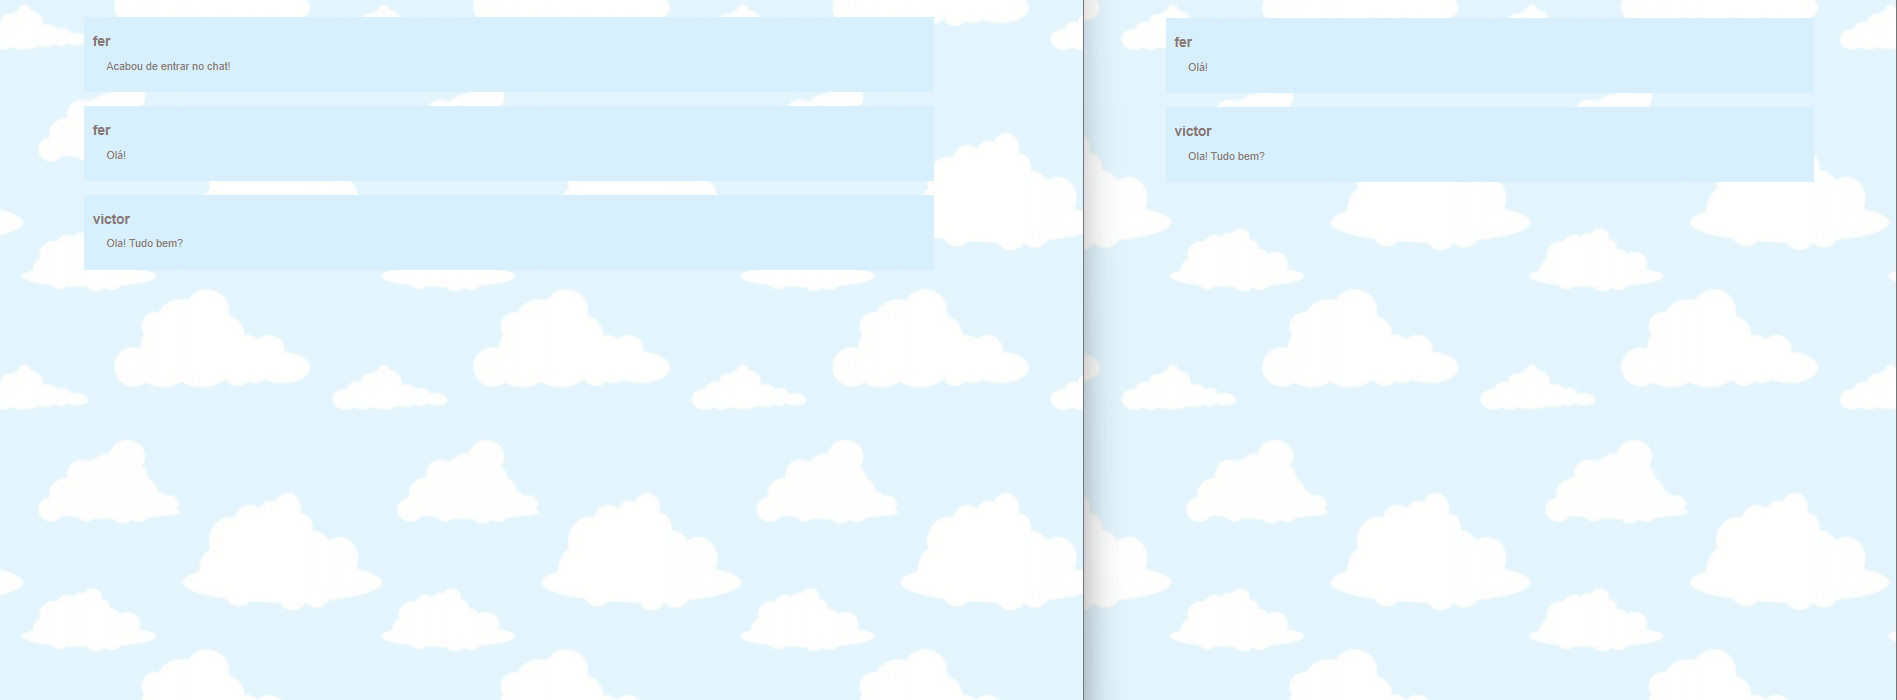 fer
Acabou de entrar no chat!
fer
Olá!
victor
Ola! Tudo bem?
fer
Olá!
victor
Ola! Tudo bem?